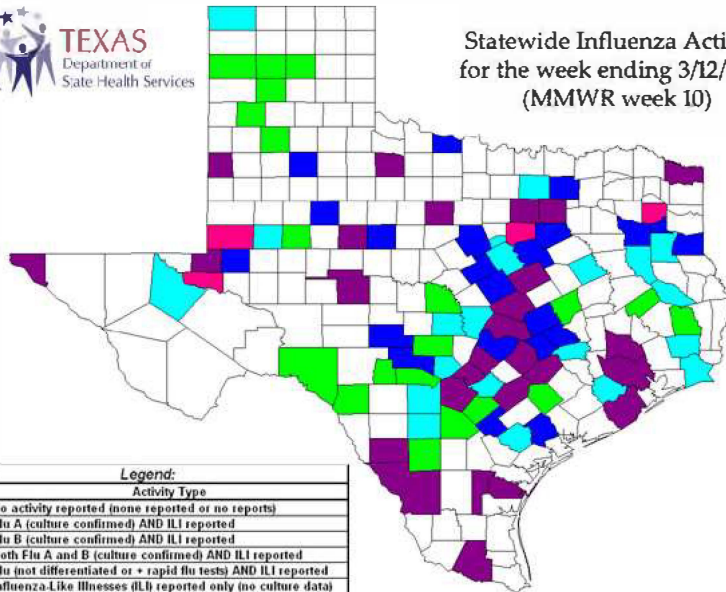 TEXAS
Department of
State Health Services
Statewide Influenza
for the week ending 3/12/
(MMWR week 10)
Legend:
Activity Type
activity reported (none reported or no reports)
A (culture confirmed) AND ILI reported
B (culture confirmed) AND ILI reported
Flu A and B (culture confirmed) AND ILI reported
(not differentiated or + rapid flu tests) AND ILI reported
Illnesses (ILI) reported only (no culture data)